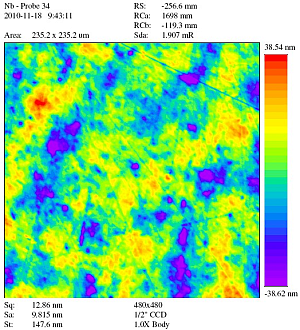 Nb - Probe 34
2010-11-18 9:43:11
Area: 235.2 x 235.2 um
RS: -256.6 mm
RCa: 1698 mm
RCb: -119.3 mm
Sda: 1.907 mR
38.54 nm
-38.62 nm
Sq: 12.86 nm
Sa: 9.815 nm
St: 147.6 nm
480x480
1/2" CCD
1.0X Body